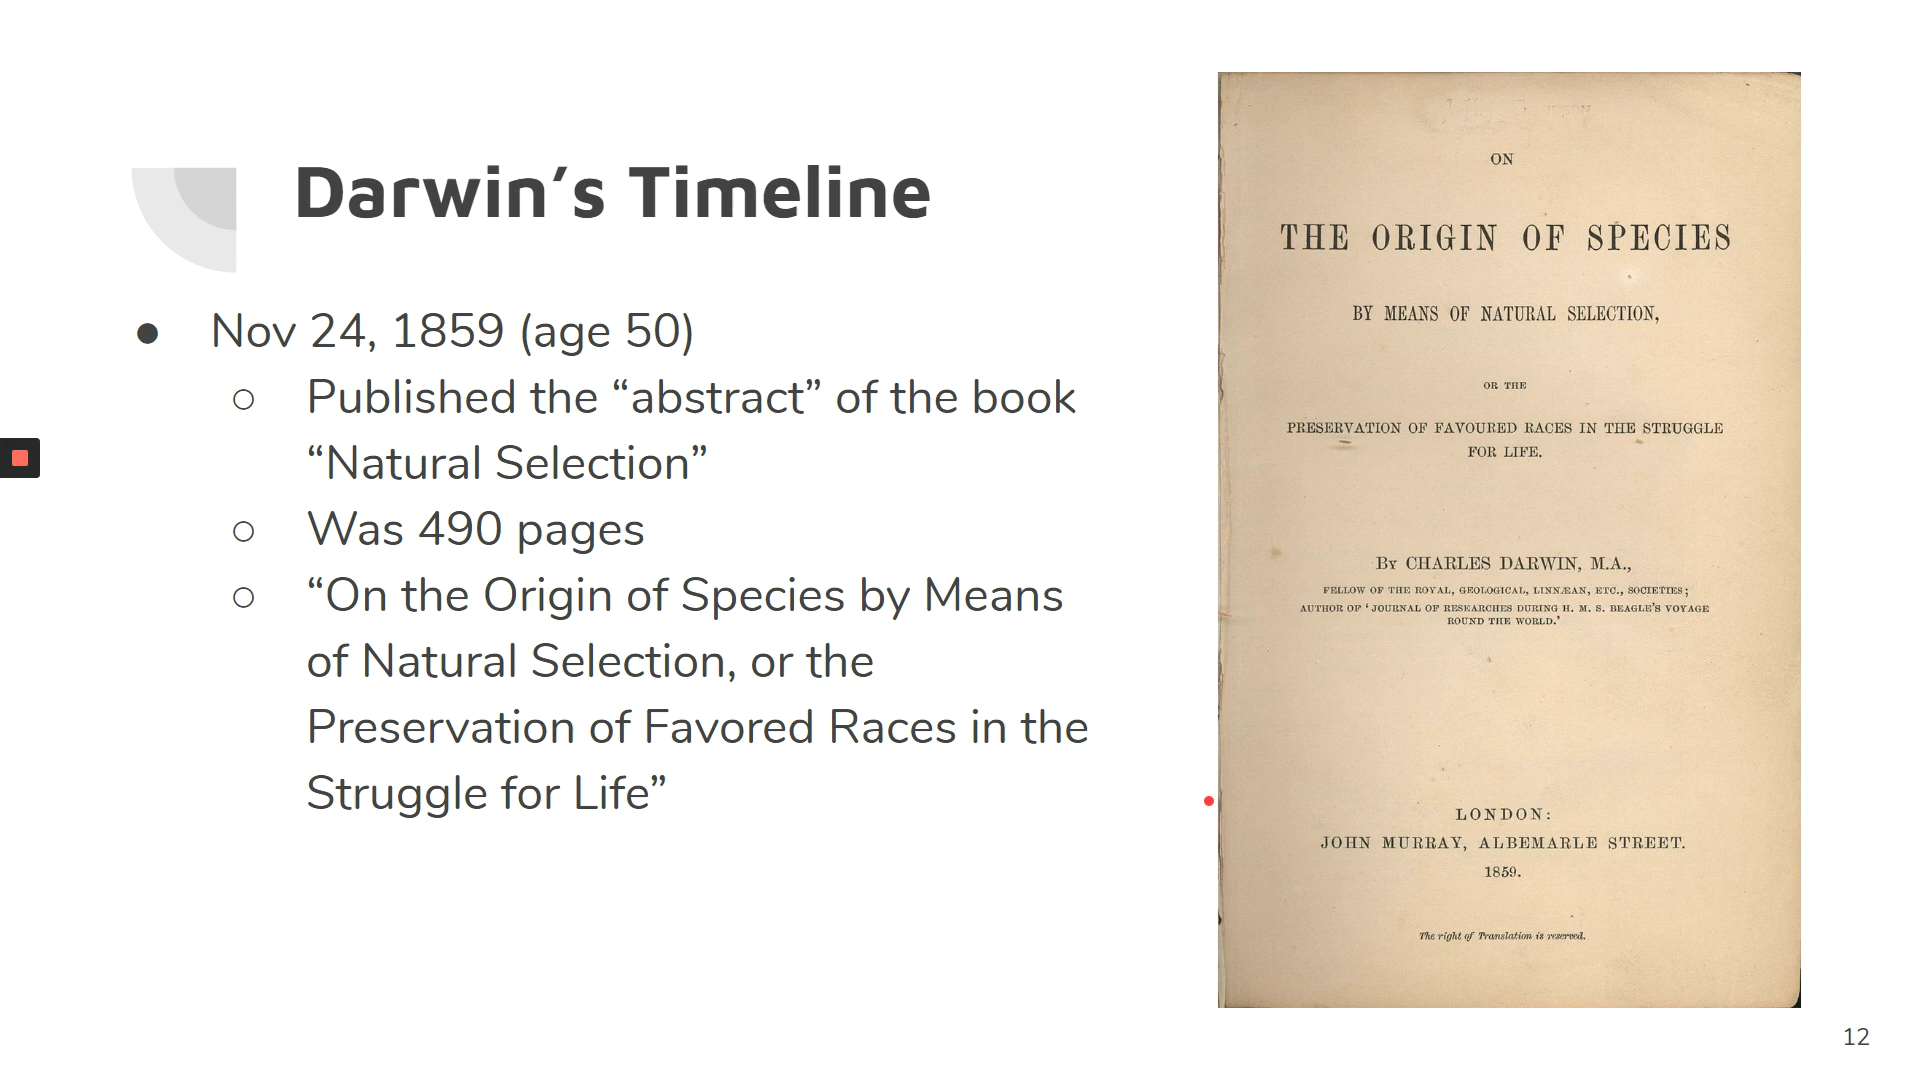 Darwin’s Timeline
● Nov 24, 1859 (age 50)
○ Published the “abstract” of the book
“Natural Selection”
○ Was 490 pages
○ “On the Origin of Species by Means
of Natural Selection, or the
Preservation of Favored Races in the
Struggle for Life”
ON
THE ORIGIN OF SPECIES
BY MEANS OF NATURAL SELECTION,
OR THE
PRESERVATION OF FAVOURED RACES IN THE STRUGGLE
FOR LIFE.
By CHARLES DARWIN, M.A.,
FELLOW OF THE ROYAL, GEOLOGICAL, LINNÆAN, ETC., SOCIETIES;
AUTHOR OF ‘JOURNAL OF RESEARCHES DURING H. M. S. BEAGLE’S VOYAGE
ROUND THE WORLD.’
LONDON:
JOHN MURRAY, ALBEMARLE STREET.
1859.
The right of Translation is reserved.
12